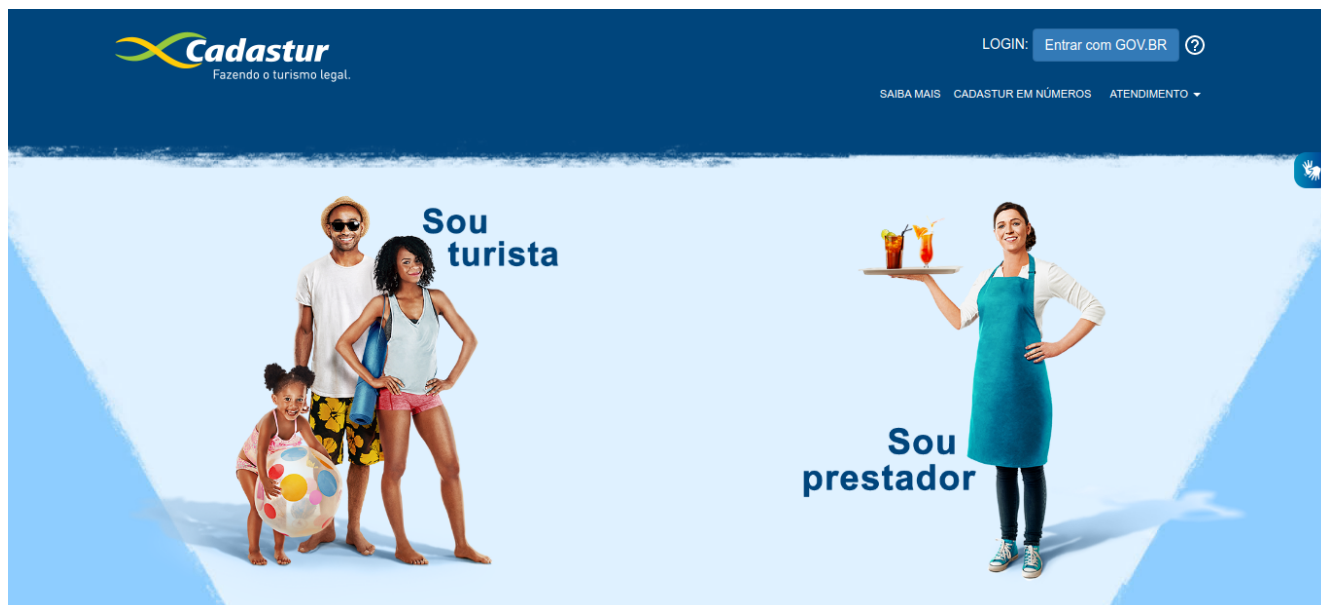 Cadastur
Fazendo o turismo legal.
LOGIN: Entrar com GOV.BR ?
SAIBA MAIS CADASTUR EM NÚMEROS ATENDIMENTO
Sou
turista
Sou
prestador